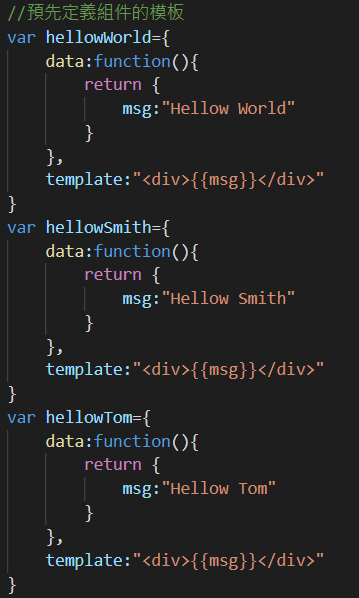 //預先定義組件的模板
var hellowWorld={
    data:function(){
        return {
            msg:"Hellow World"
        }
    },
    template:"<div>{{msg}}</div>"
}
var hellowSmith={
    data:function(){
        return {
            msg:"Hellow Smith"
        }
    },
    template:"<div>{{msg}}</div>"
}
var hellowTom={
    data:function(){
        return {
            msg:"Hellow Tom"
        }
    },
    template:"<div>{{msg}}</div>"
}